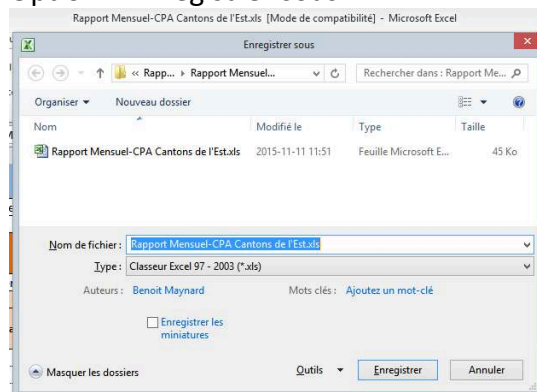 Rapport Mensuel-CPA Cantons de l'Est.xls [Mode de compatibilité] - Microsoft Excel
Enregistrer sous
« Rapp... ▸ Rapport Mensuel... Rechercher dans : Rapport Me...
Organiser Nouveau dossier
Nom Modifié le Type Taille
Rapport Mensuel-CPA Cantons de l'Est.xls 2015-11-11 11:51 Feuille Microsoft E... 45 Ko
Nom de fichier : Rapport Mensuel-CPA Cantons de l'Est.xls
Type : Classeur Excel 97 - 2003 (*.xls)
Auteurs : Benoit Maynard Mots clés : Ajoutez un mot-clé
Enregistrer les
miniatures
Masquer les dossiers Outils Enregistrer Annuler